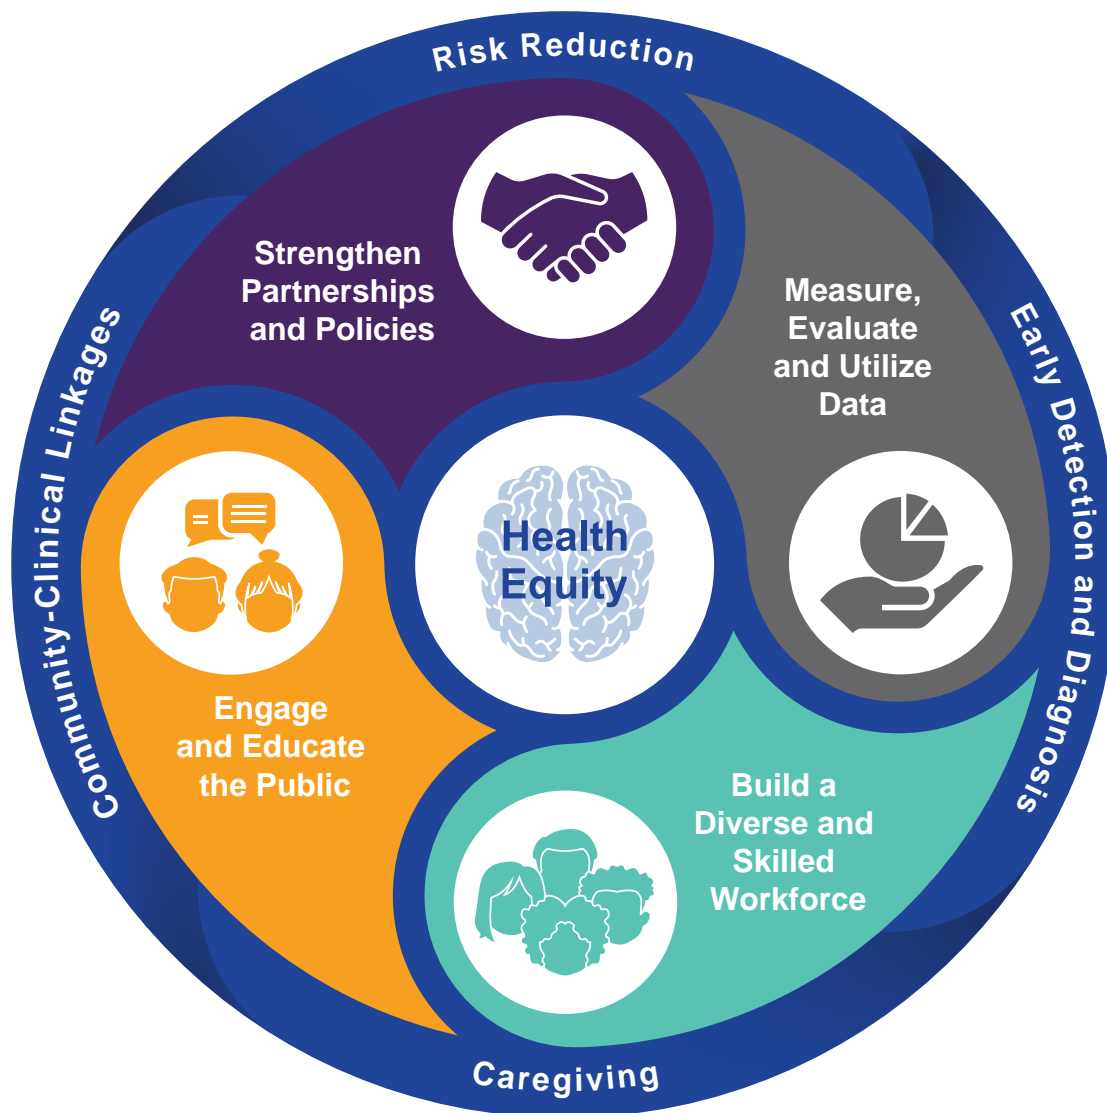 Risk Reduction
Strengthen
Partnerships
and Policies
Measure,
Evaluate
and Utilize
Data
Early Detection and Diagnosis
Community-Clinical Linkages
Health
Equity
Engage
and Educate
the Public
Build a
Diverse and
Skilled
Workforce
Caregiving